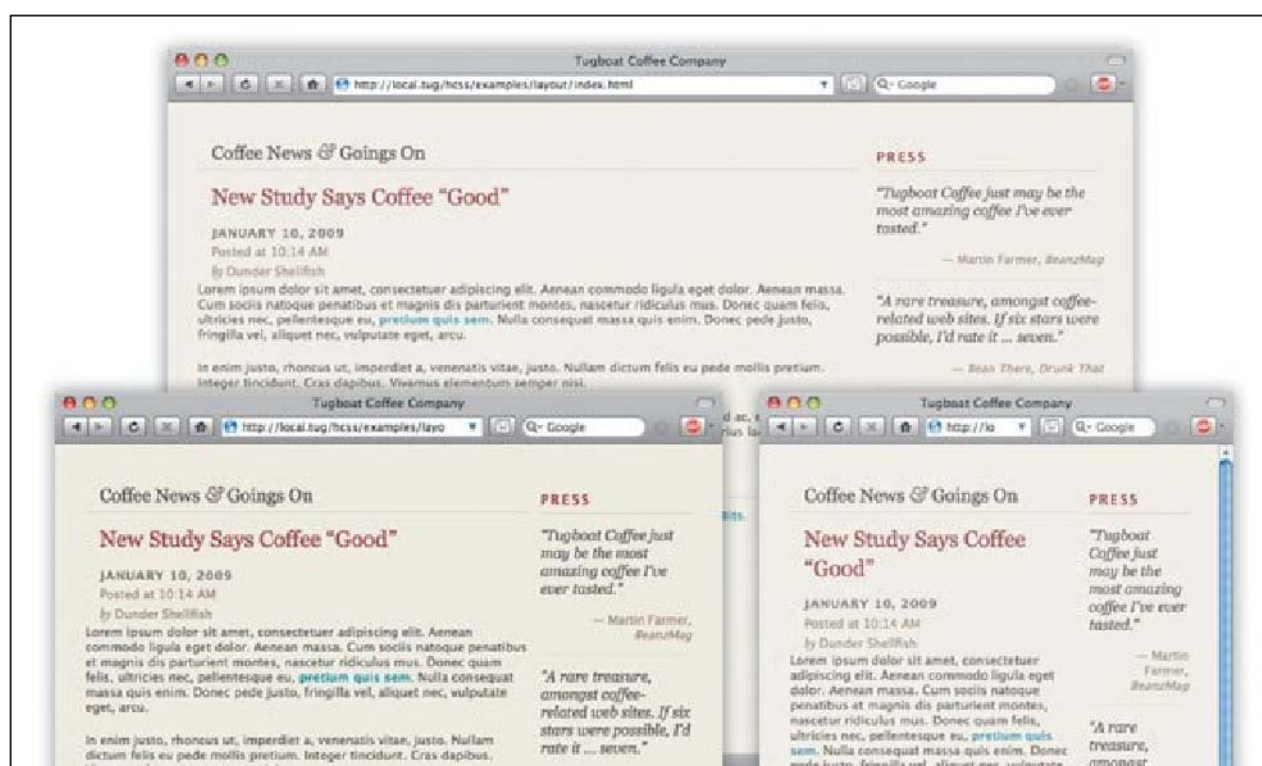 Tugboat Coffee Company
http://local.tug/hcss/examples/layout/index.html
Google
Coffee News & Goings On
New Study Says Coffee “Good”
JANUARY 10, 2009
Posted at 10:14 AM
By Dunder Shellfish
Lorem ipsum dolor sit amet, consectetuer adipiscing elit. Aenean commodo ligula eget dolor. Aenean massa.
Cum sociis natoque penatibus et magnis dis parturient montes, nascetur ridiculus mus. Donec quam felis,
ultricies nec, pellentesque eu, pretium quis sem. Nulla consequat massa quis enim. Donec pede justo,
fringilla vel, aliquet nec, vulputate eget, arcu.
In enim justo, rhoncus ut, imperdiet a, venenatis vitae, justo. Nullam dictum felis eu pede mollis pretium.
Integer tincidunt. Cras dapibus. Vivamus elementum semper nisi.
PRESS
“Tugboat Coffee just may be the
most amazing coffee I’ve ever
tasted.”
— Martin Farmer, BeanzMag
“A rare treasure, amongst coffee-
related web sites. If six stars were
possible, I’d rate it ... seven.”
— Bean There, Drunk That
Tugboat Coffee Company
http://local.tug/hcss/examples/layo
Google
Coffee News & Goings On
New Study Says Coffee “Good”
JANUARY 10, 2009
Posted at 10:14 AM
By Dunder Shellfish
Lorem ipsum dolor sit amet, consectetuer adipiscing elit. Aenean
commodo ligula eget dolor. Aenean massa. Cum sociis natoque penatibus
et magnis dis parturient montes, nascetur ridiculus mus. Donec quam
felis, ultricies nec, pellentesque eu, pretium quis sem. Nulla consequat
massa quis enim. Donec pede justo, fringilla vel, aliquet nec, vulputate
eget, arcu.
In enim justo, rhoncus ut, imperdiet a, venenatis vitae, justo. Nullam
dictum felis eu pede mollis pretium. Integer tincidunt. Cras dapibus.
PRESS
“Tugboat Coffee just
may be the most
amazing coffee I’ve
ever tasted.”
— Martin Farmer,
BeanzMag
“A rare treasure,
amongst coffee-
related web sites. If six
stars were possible, I’d
rate it ... seven.”
Tugboat Coffee Company
http://lo
Google
Coffee News & Goings On
New Study Says Coffee
“Good”
JANUARY 10, 2009
Posted at 10:14 AM
by Dunder Shellfish
Lorem ipsum dolor sit amet, consectetuer
adipiscing elit. Aenean commodo ligula eget
dolor. Aenean massa. Cum sociis natoque
penatibus et magnis dis parturient montes,
nascetur ridiculus mus. Donec quam felis,
ultricies nec, pellentesque eu, pretium quis
sem. Nulla consequat massa quis enim. Donec
pede justo, fringilla vel, aliquet nec, vulputate
PRESS
“Tugboat
Coffee just
may be the
most amazing
coffee I’ve ever
tasted.”
— Martin
Farmer,
BeanzMag
“A rare
treasure,
amongst